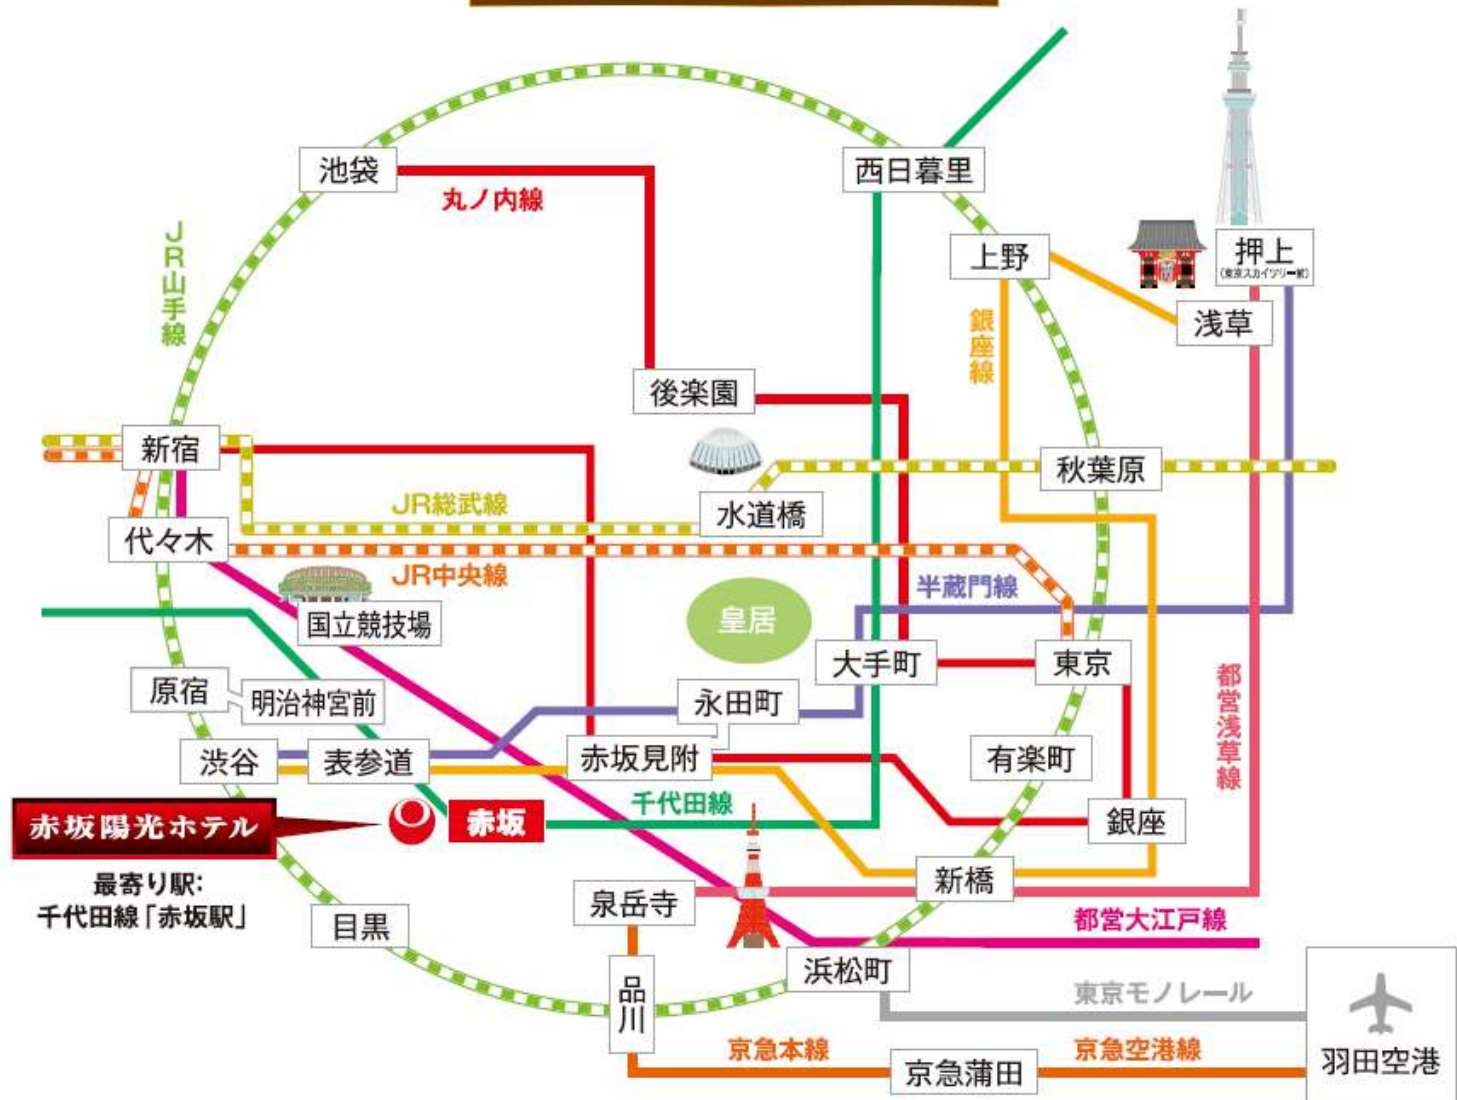 池袋
西日暮里
丸ノ内線
JR山手線
上野
押上
(東京スカイツリー前)
浅草
銀座線
後楽園
新宿
秋葉原
JR総武線
水道橋
代々木
JR中央線
半蔵門線
国立競技場
皇居
大手町
東京
原宿
明治神宮前
永田町
都営浅草線
渋谷
表参道
赤坂見附
有楽町
千代田線
赤坂陽光ホテル
赤坂
銀座
最寄り駅:
千代田線「赤坂駅」
新橋
泉岳寺
目黒
都営大江戸線
浜松町
品川
東京モノレール
京急本線
京急蒲田
京急空港線
羽田空港